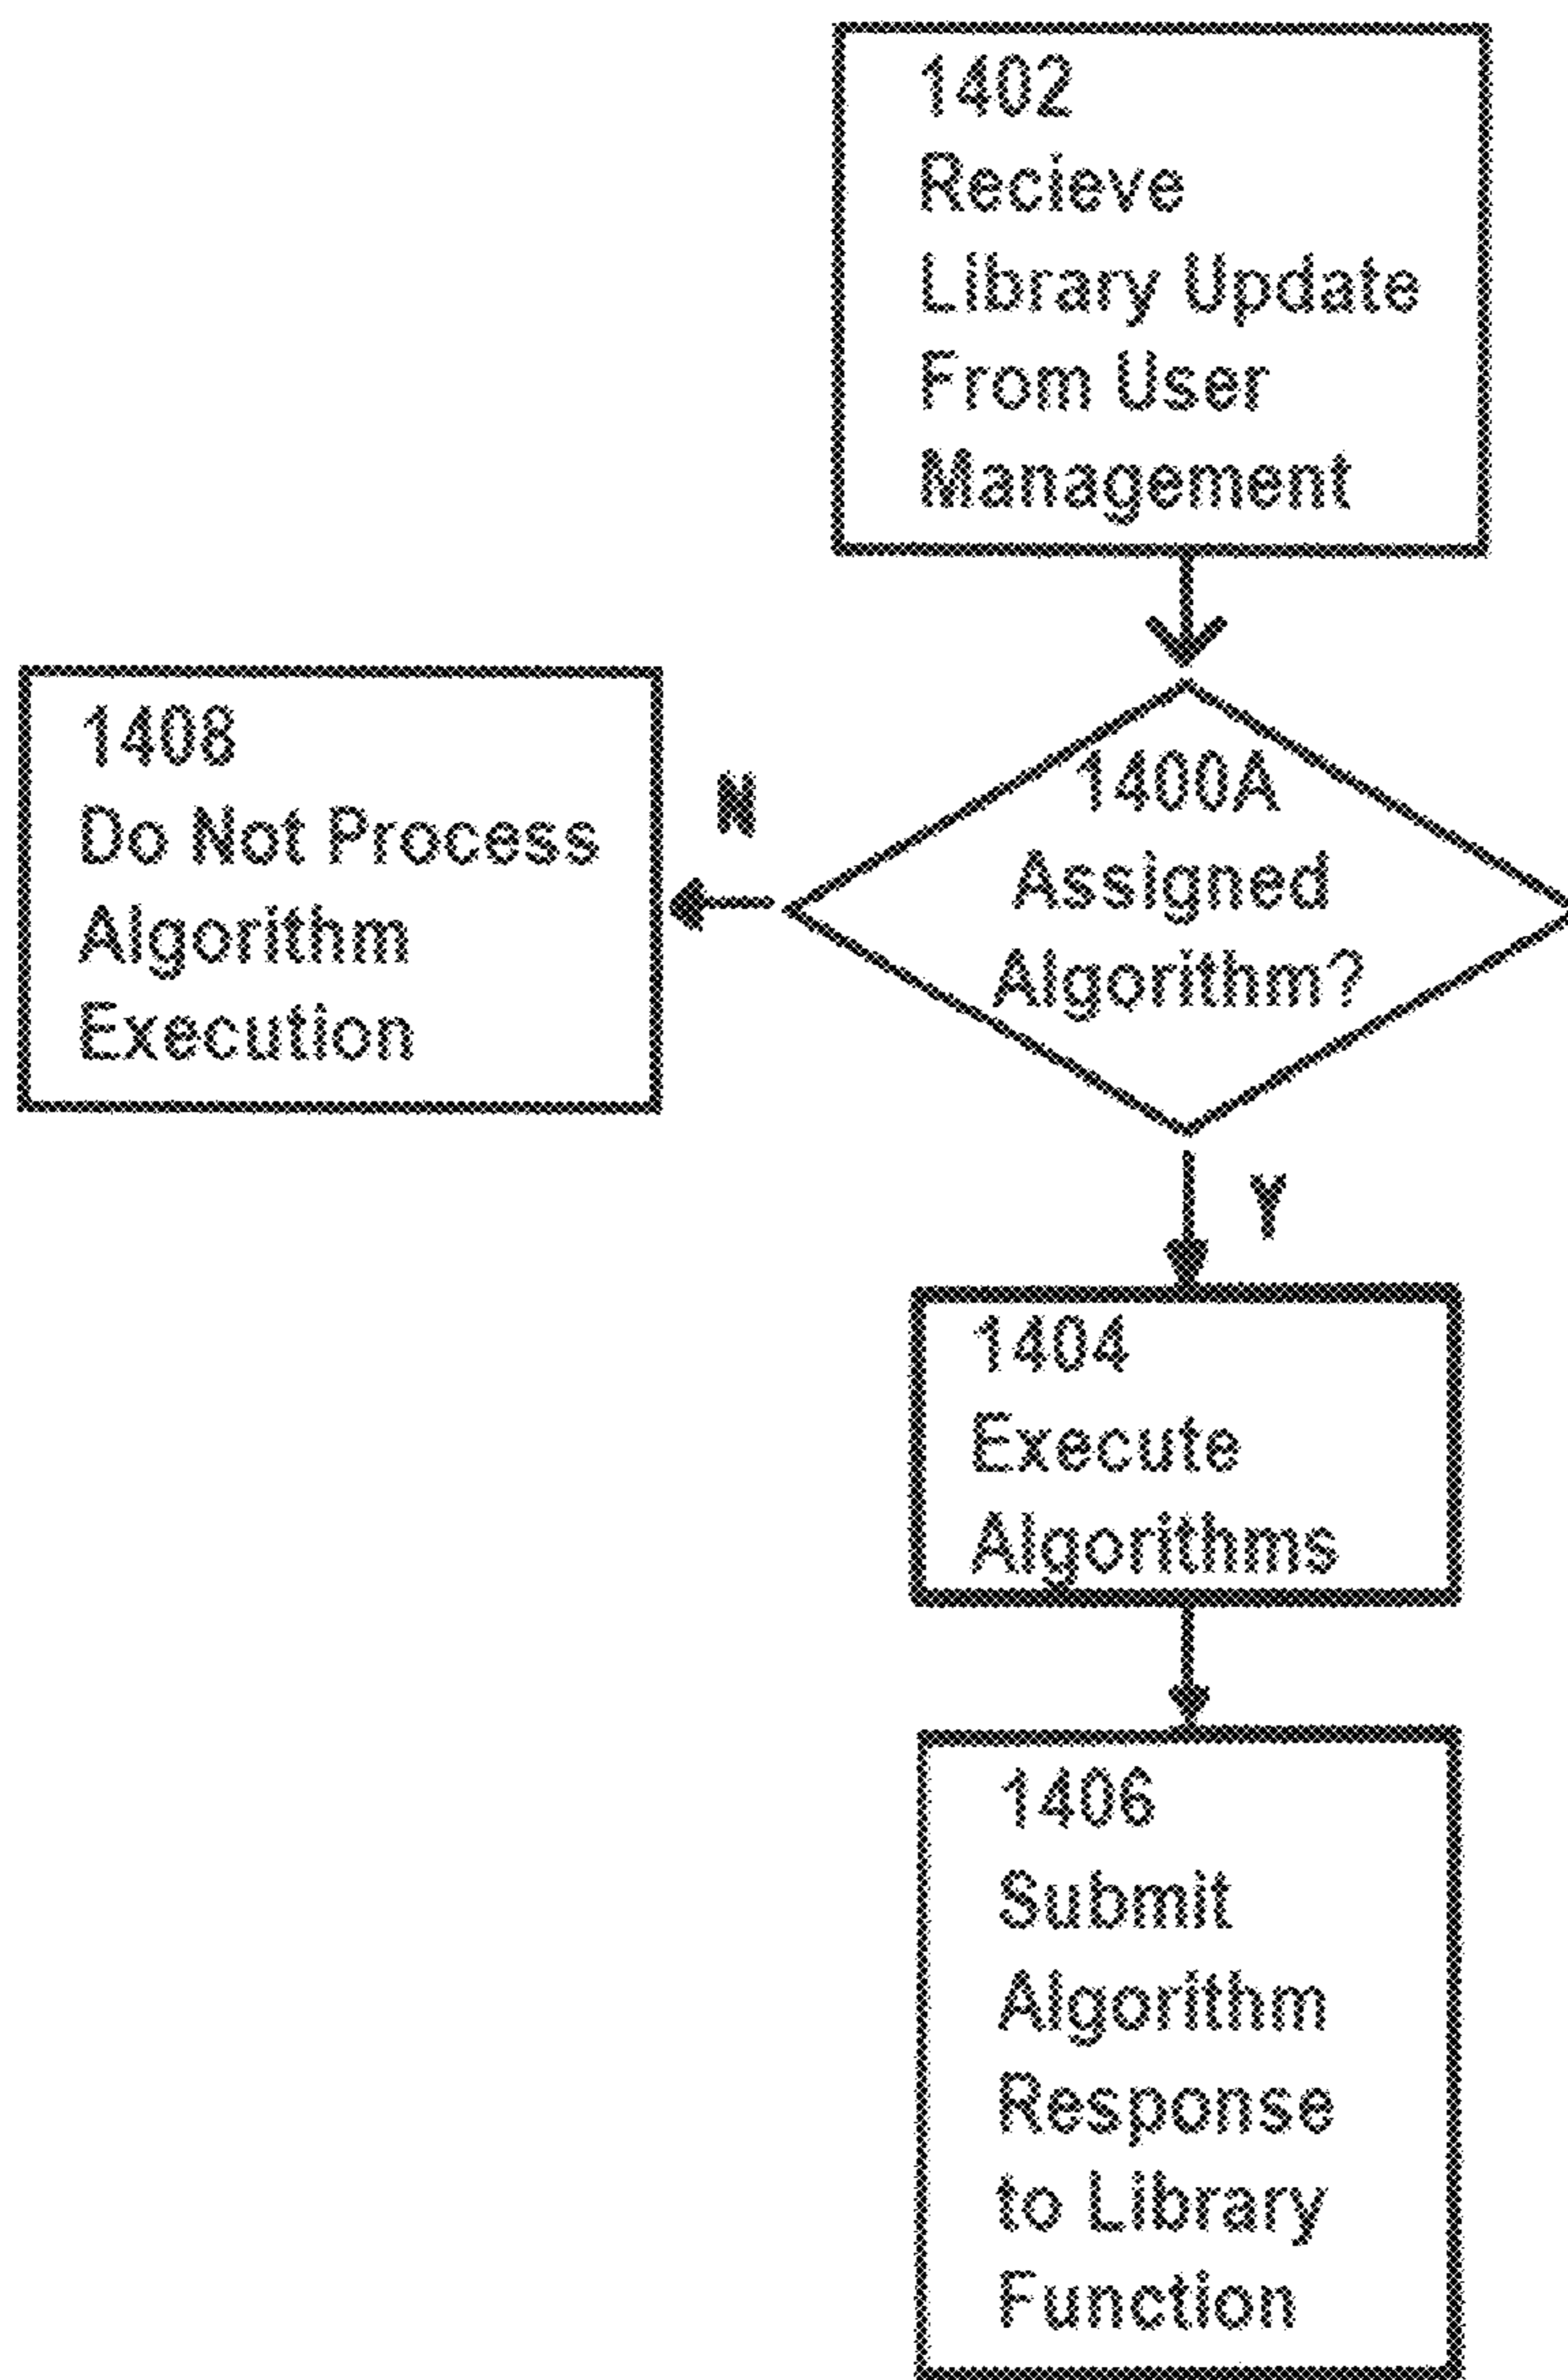 1402
Recieve
Library Update
From User
Management
1400A
Assigned
Algorithm?
N
1408
Do Not Process
Algorithm
Execution
Y
1404
Execute
Algorithms
1406
Submit
Algorithm
Response
to Library
Function